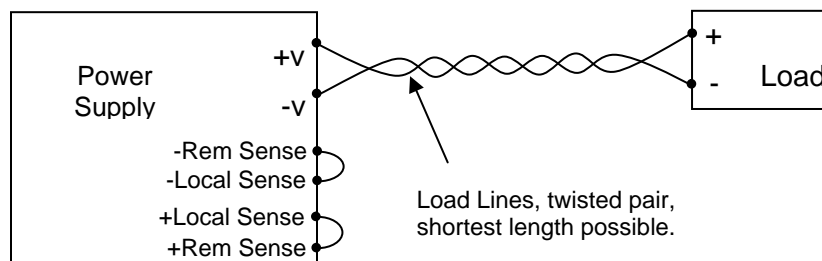 Power
Supply
+v
-v
-Rem Sense
-Local Sense
+Local Sense
+Rem Sense
Load Lines, twisted pair,
shortest length possible.
+
-
Load